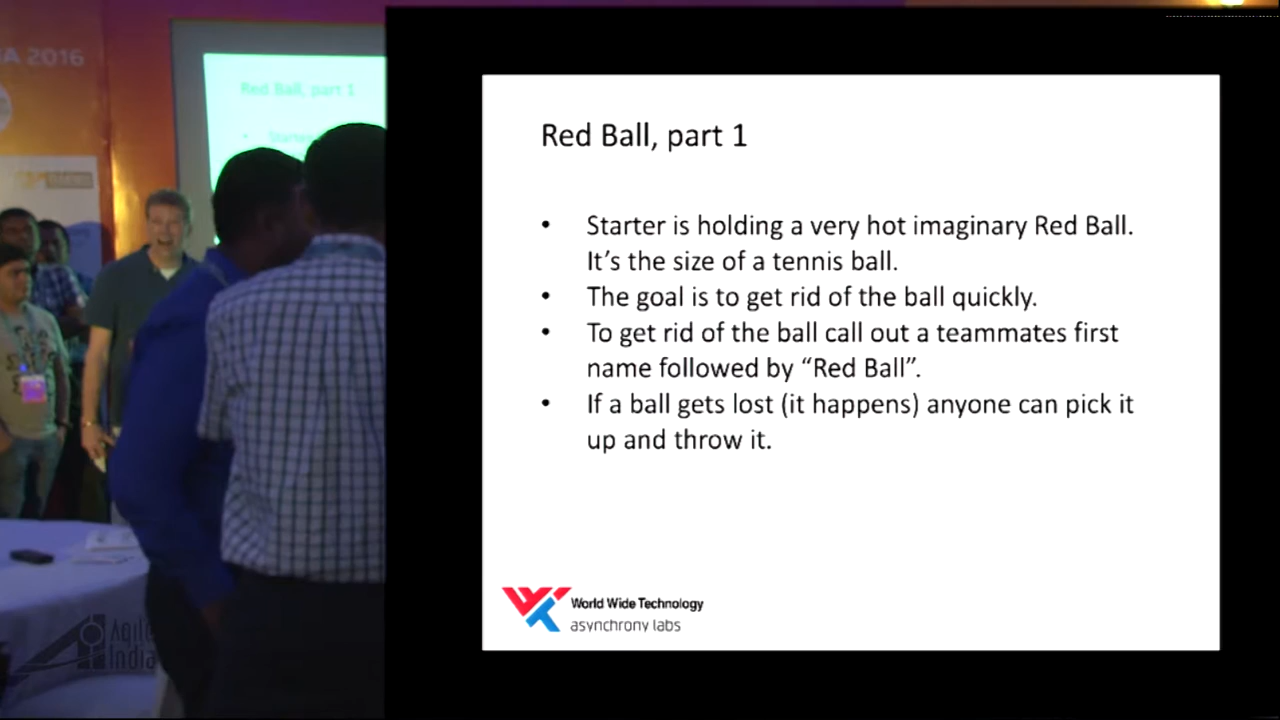 IA 2016
Red Ball, part 1
Red Ball, part 1
• Starter is holding a very hot imaginary Red Ball.
It's the size of a tennis ball.
• The goal is to get rid of the ball quickly.
• To get rid of the ball call out a teammates first
name followed by “Red Ball”.
• If a ball gets lost (it happens) anyone can pick it
up and throw it.
World Wide Technology
asynchrony labs
Agile
India